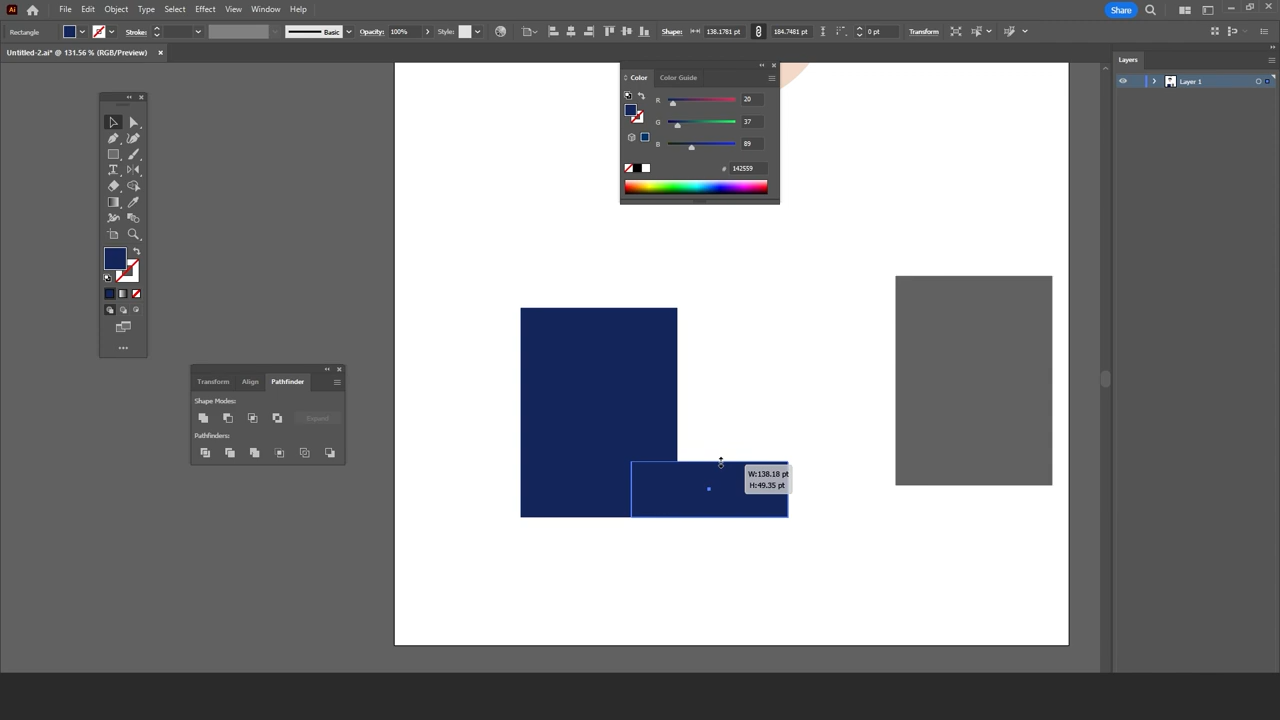 Ai File Edit Object Type Select Effect View Window Help Share
Rectangle Stroke: Basic Opacity: 100% Style: Shape: 138.1781 pt 184.7481 pt 0 pt Transform
Untitled-2.ai* @ 131.56 % (RGB/Preview)
Layers
Layer 1
Color Color Guide
R 20
G 37
B 89
# 142559
Transform Align Pathfinder
Shape Modes:
Expand
Pathfinders:
W:138.18 pt
H:49.35 pt